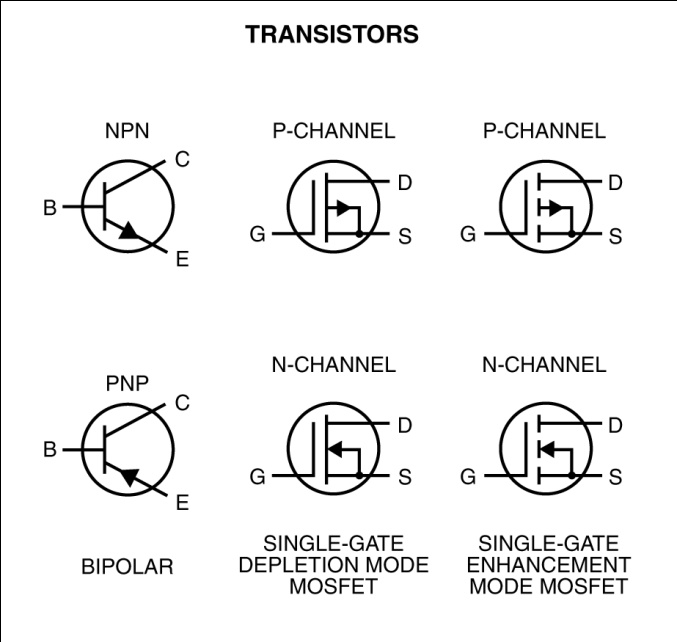 TRANSISTORS
NPN
C
B
E
P-CHANNEL
D
G
S
P-CHANNEL
D
G
S
PNP
C
B
E
N-CHANNEL
D
G
S
N-CHANNEL
D
G
S
BIPOLAR
SINGLE-GATE
DEPLETION MODE
MOSFET
SINGLE-GATE
ENHANCEMENT
MODE MOSFET